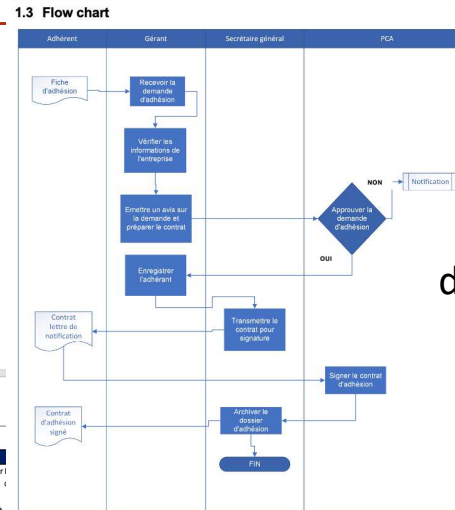 1.3 Flow chart
Adhérent
Gérant
Secrétaire général
PCA
Fiche
d'adhésion
Recevoir la
demande
d'adhésion
Vérifier les
informations de
l'entreprise
NON
Notification
Emettre un avis sur
la demande et
préparer le contrat
Approuver la
demande
d'adhésion
OUI
Enregistrer
l'adhérant
d
Contrat
lettre de
notification
Transmettre le
contrat pour
signature
Signer le contrat
d'adhésion
Contrat
d'adhésion
signé
Archiver le
dossier
d'adhésion
FIN